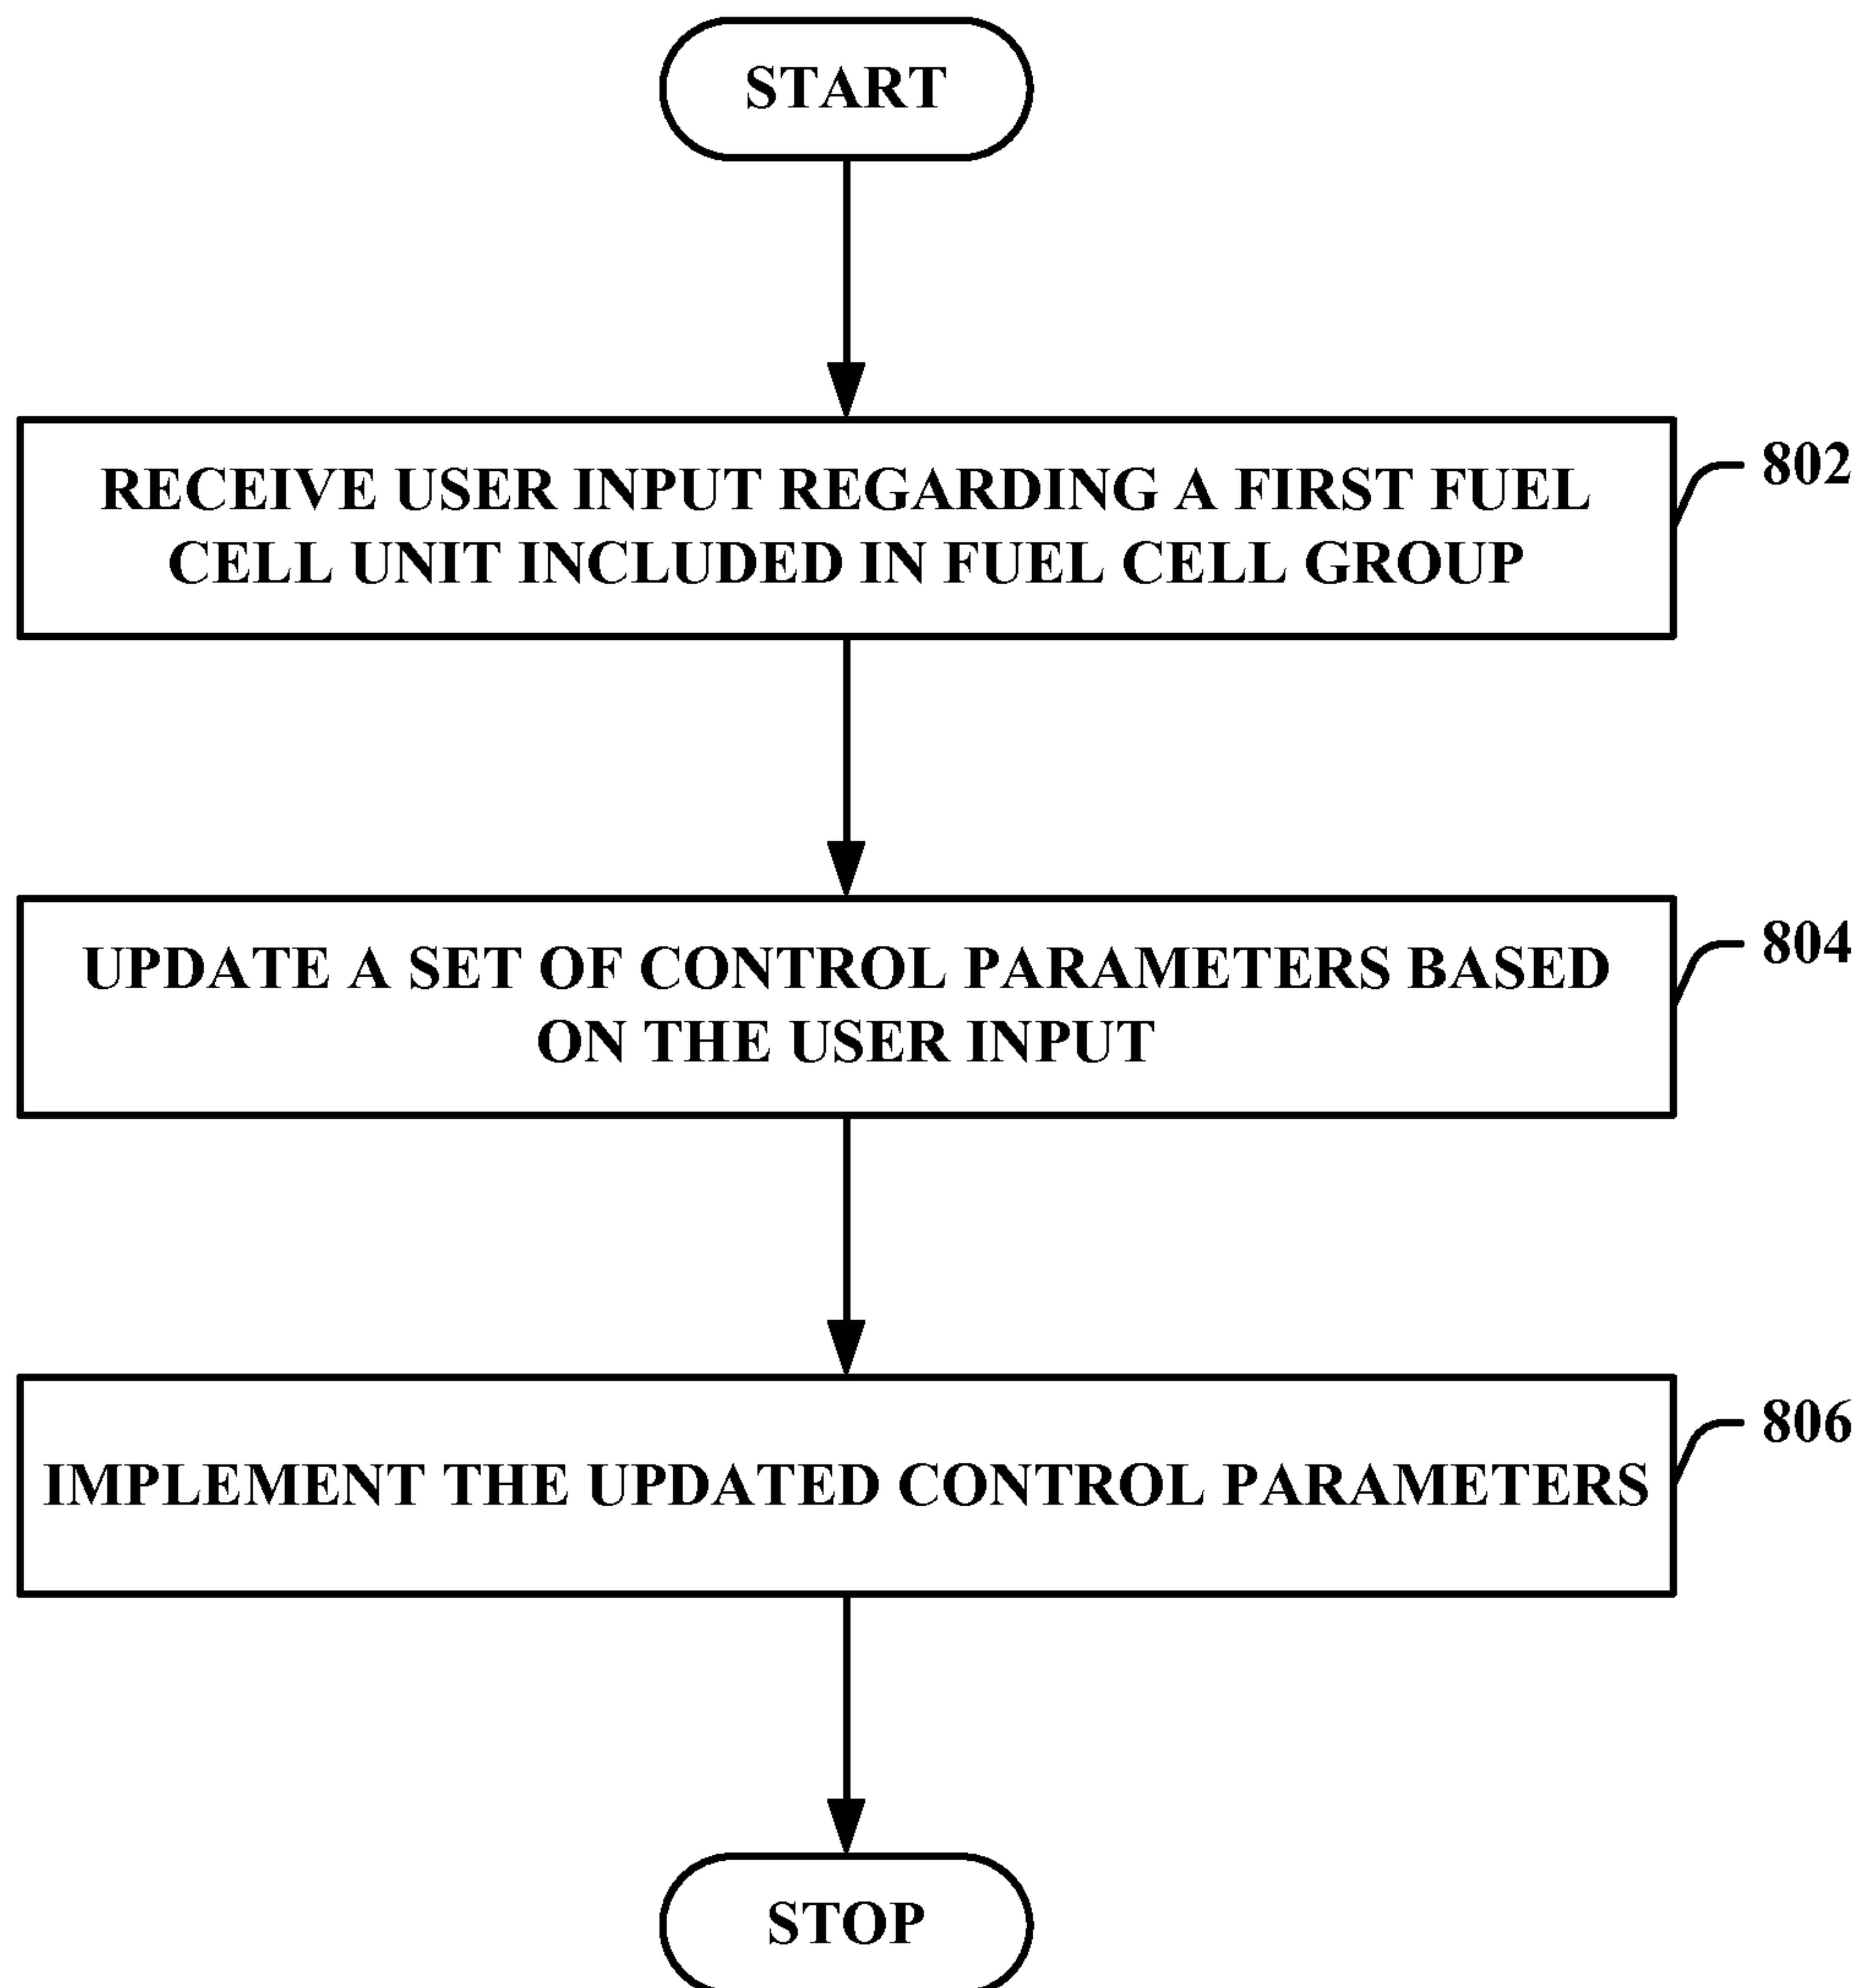 START
RECEIVE USER INPUT REGARDING A FIRST FUEL
CELL UNIT INCLUDED IN FUEL CELL GROUP
802
UPDATE A SET OF CONTROL PARAMETERS BASED
ON THE USER INPUT
804
IMPLEMENT THE UPDATED CONTROL PARAMETERS
806
STOP